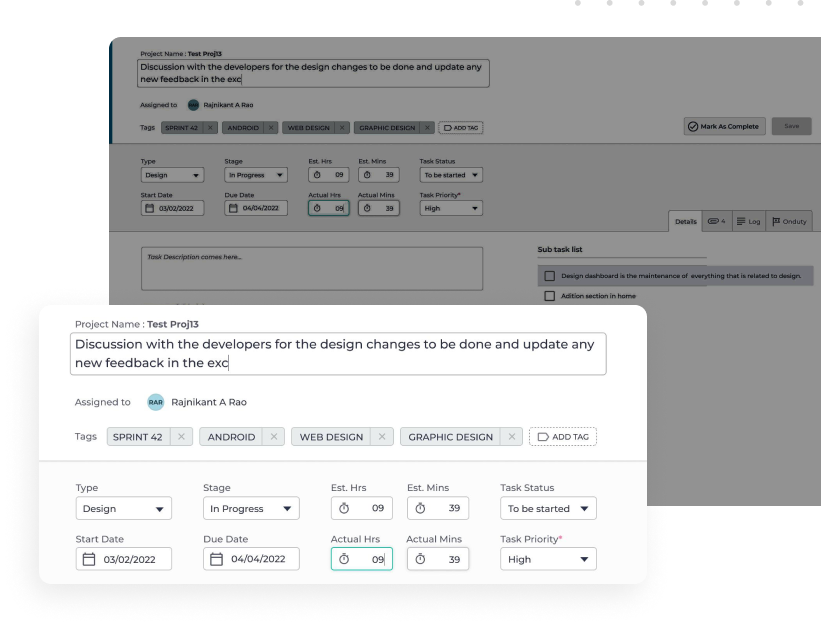 Project Name : Test Proj13
Discussion with the developers for the design changes to be done and update any
new feedback in the exc
Assigned to RAR Rajnikant A Rao
Tags SPRINT 42 × ANDROID × WEB DESIGN × GRAPHIC DESIGN × ADD TAG
Mark As Complete Save
Type Stage Est. Hrs Est. Mins Task Status
Design In Progress 09 39 To be started
Start Date Due Date Actual Hrs Actual Mins Task Priority*
03/02/2022 04/04/2022 09 39 High
Details 4 Log Onduty
Task Description comes here...
Sub task list
Design dashboard is the maintenance of everything that is related to design.
Adition section in home
Project Name : Test Proj13
Discussion with the developers for the design changes to be done and update any
new feedback in the exc
Assigned to RAR Rajnikant A Rao
Tags SPRINT 42 × ANDROID × WEB DESIGN × GRAPHIC DESIGN × ADD TAG
Type Stage Est. Hrs Est. Mins Task Status
Design In Progress 09 39 To be started
Start Date Due Date Actual Hrs Actual Mins Task Priority*
03/02/2022 04/04/2022 09 39 High